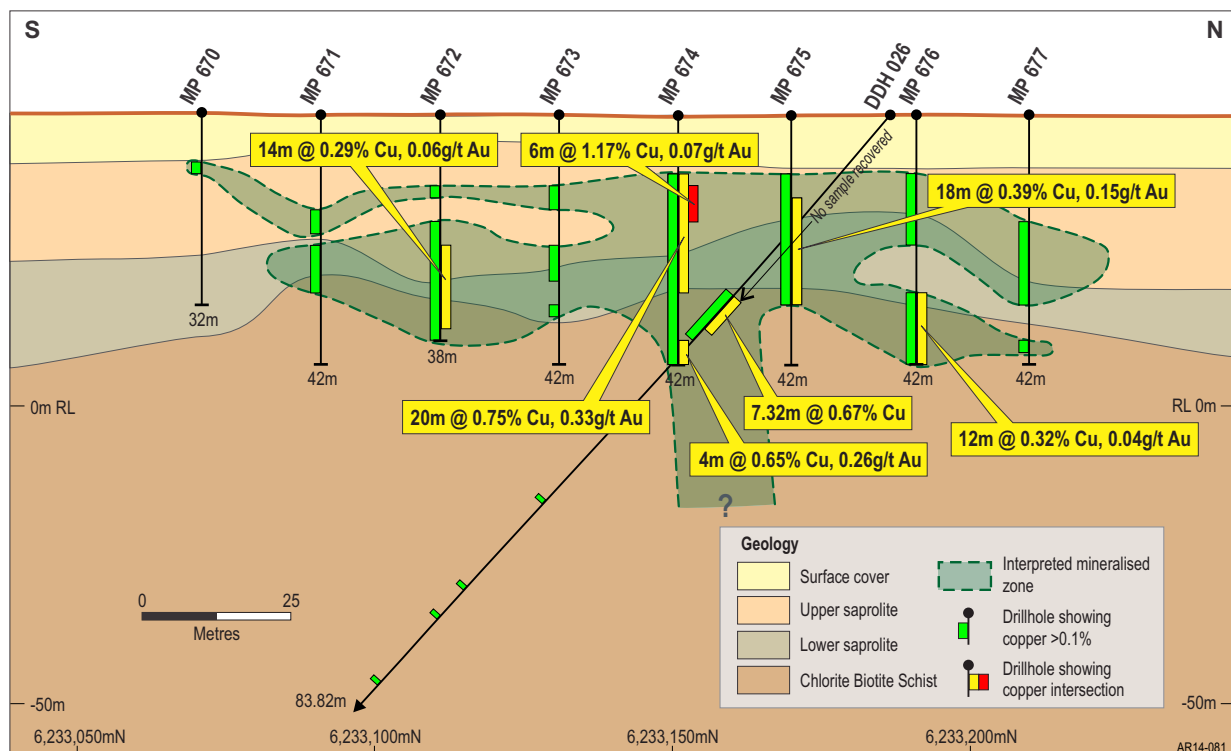 S
N
MP 670
MP 671
MP 672
MP 673
MP 674
MP 675
DDH 026
MP 676
MP 677
14m @ 0.29% Cu, 0.06g/t Au
6m @ 1.17% Cu, 0.07g/t Au
No sample recovered
18m @ 0.39% Cu, 0.15g/t Au
32m
42m
38m
42m
42m
42m
42m
42m
0m RL
RL 0m
20m @ 0.75% Cu, 0.33g/t Au
7.32m @ 0.67% Cu
12m @ 0.32% Cu, 0.04g/t Au
4m @ 0.65% Cu, 0.26g/t Au
?
0
25
Metres
Geology
Surface cover
Upper saprolite
Lower saprolite
Chlorite Biotite Schist
Interpreted mineralised
zone
Drillhole showing
copper >0.1%
Drillhole showing
copper intersection
83.82m
-50m
-50m
6,233,050mN
6,233,100mN
6,233,150mN
6,233,200mN
AR14-081